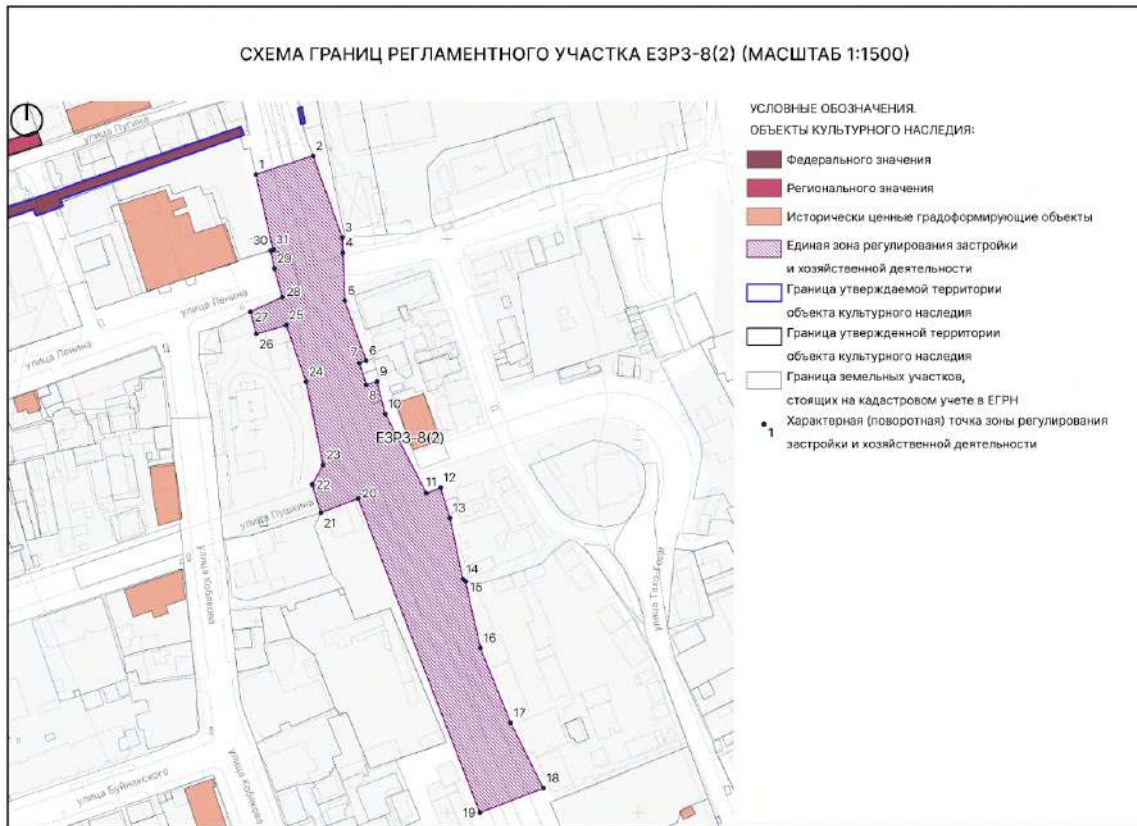 СХЕМА ГРАНИЦ РЕГЛАМЕНТНОГО УЧАСТКА ЕЗРЗ-8(2) (МАСШТАБ 1:1500)
УСЛОВНЫЕ ОБОЗНАЧЕНИЯ.
ОБЪЕКТЫ КУЛЬТУРНОГО НАСЛЕДИЯ:
Федерального значения
Регионального значения
Исторически ценные градоформирующие объекты
Единая зона регулирования застройки
и хозяйственной деятельности
Граница утверждаемой территории
объекта культурного наследия
Граница утвержденной территории
объекта культурного наследия
Граница земельных участков,
стоящих на кадастровом учете в ЕГРН
1 Характерная (поворотная) точка зоны регулирования
застройки и хозяйственной деятельности
улица Пугина
1
2
3
4
30 31
29
28
5
улица Ленина
27
25
26
улица Ленина
7 6
24
8 9
10
ЕЗРЗ-8(2)
23
22
20
11 12
13
21
улица Пушкина
14
15
улица Кобякова
улица Тахо-Годи
16
17
18
19
улица Буйнакского
улица Кобякова